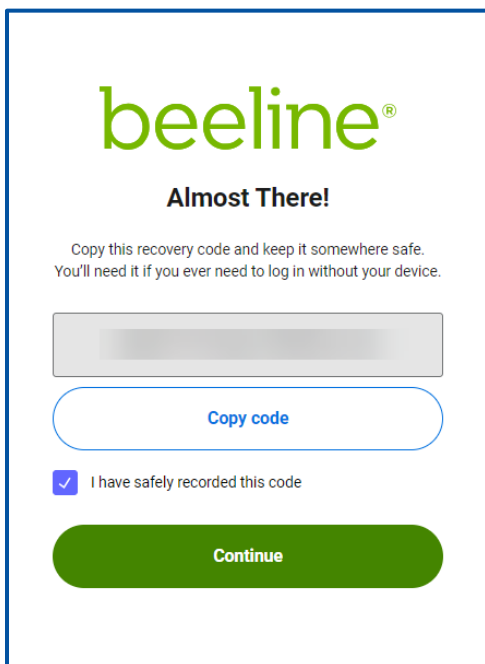 beeline®
Almost There!
Copy this recovery code and keep it somewhere safe.
You'll need it if you ever need to log in without your device.
Copy code
I have safely recorded this code
Continue